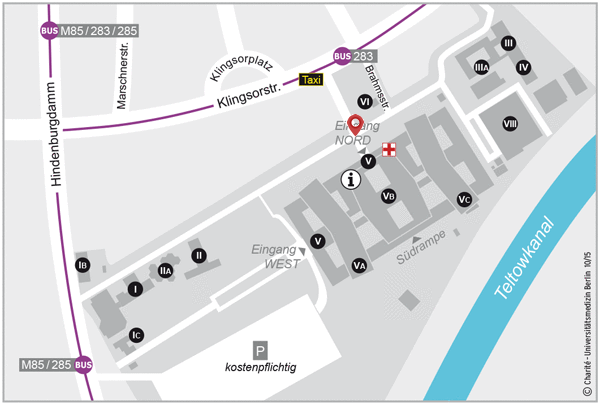 BUS M85 / 283 / 285
Marschnerstr.
Klingsorplatz
BUS 283
Taxi
Klingsorstr.
Brahmsstr.
Hindenburgdamm
III
IIIA
IV
VI
VIII
Eingang
NORD
V
i
VB
VC
V
VA
Eingang
WEST
Südrampe
Teltowkanal
IB
IIA
II
I
IC
M85 / 285 BUS
P
kostenpflichtig
© Charité - Universitätsmedizin Berlin 10/15